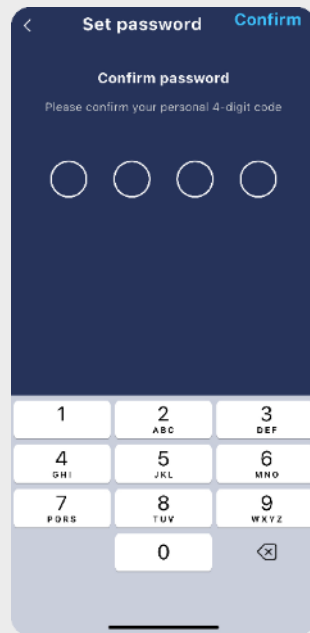 Set password Confirm
Confirm password
Please confirm your personal 4-digit code
1 2 3
ABC DEF
4 5 6
GHI JKL MNO
7 8 9
PQRS TUV WXYZ
0